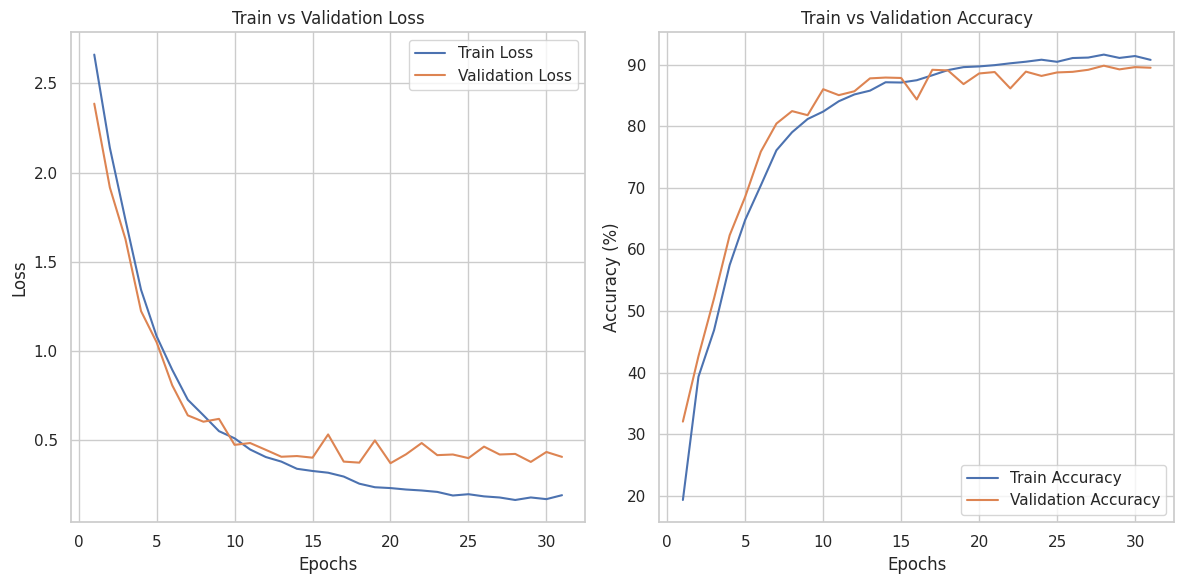 Train vs Validation Loss
Train Loss
Validation Loss
2.5
2.0
1.5
1.0
0.5
Loss
0 5 10 15 20 25 30
Epochs
Train vs Validation Accuracy
90
80
70
60
50
40
30
20
Accuracy (%)
Train Accuracy
Validation Accuracy
0 5 10 15 20 25 30
Epochs